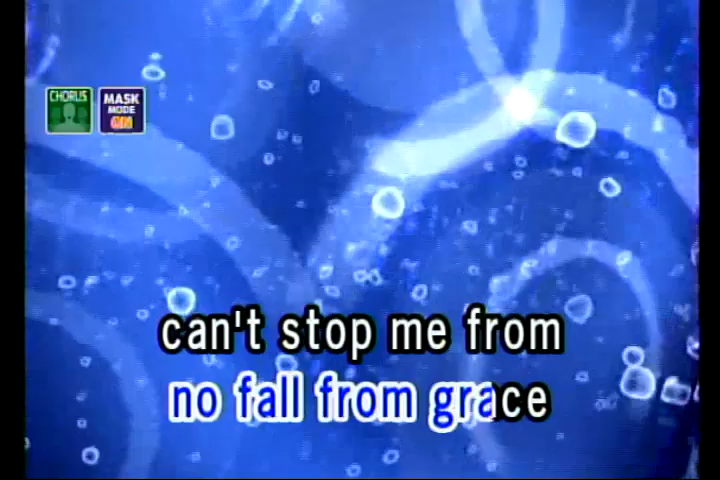 CHORUS
MASK
MODE
ON
can't stop me from
no fall from grace